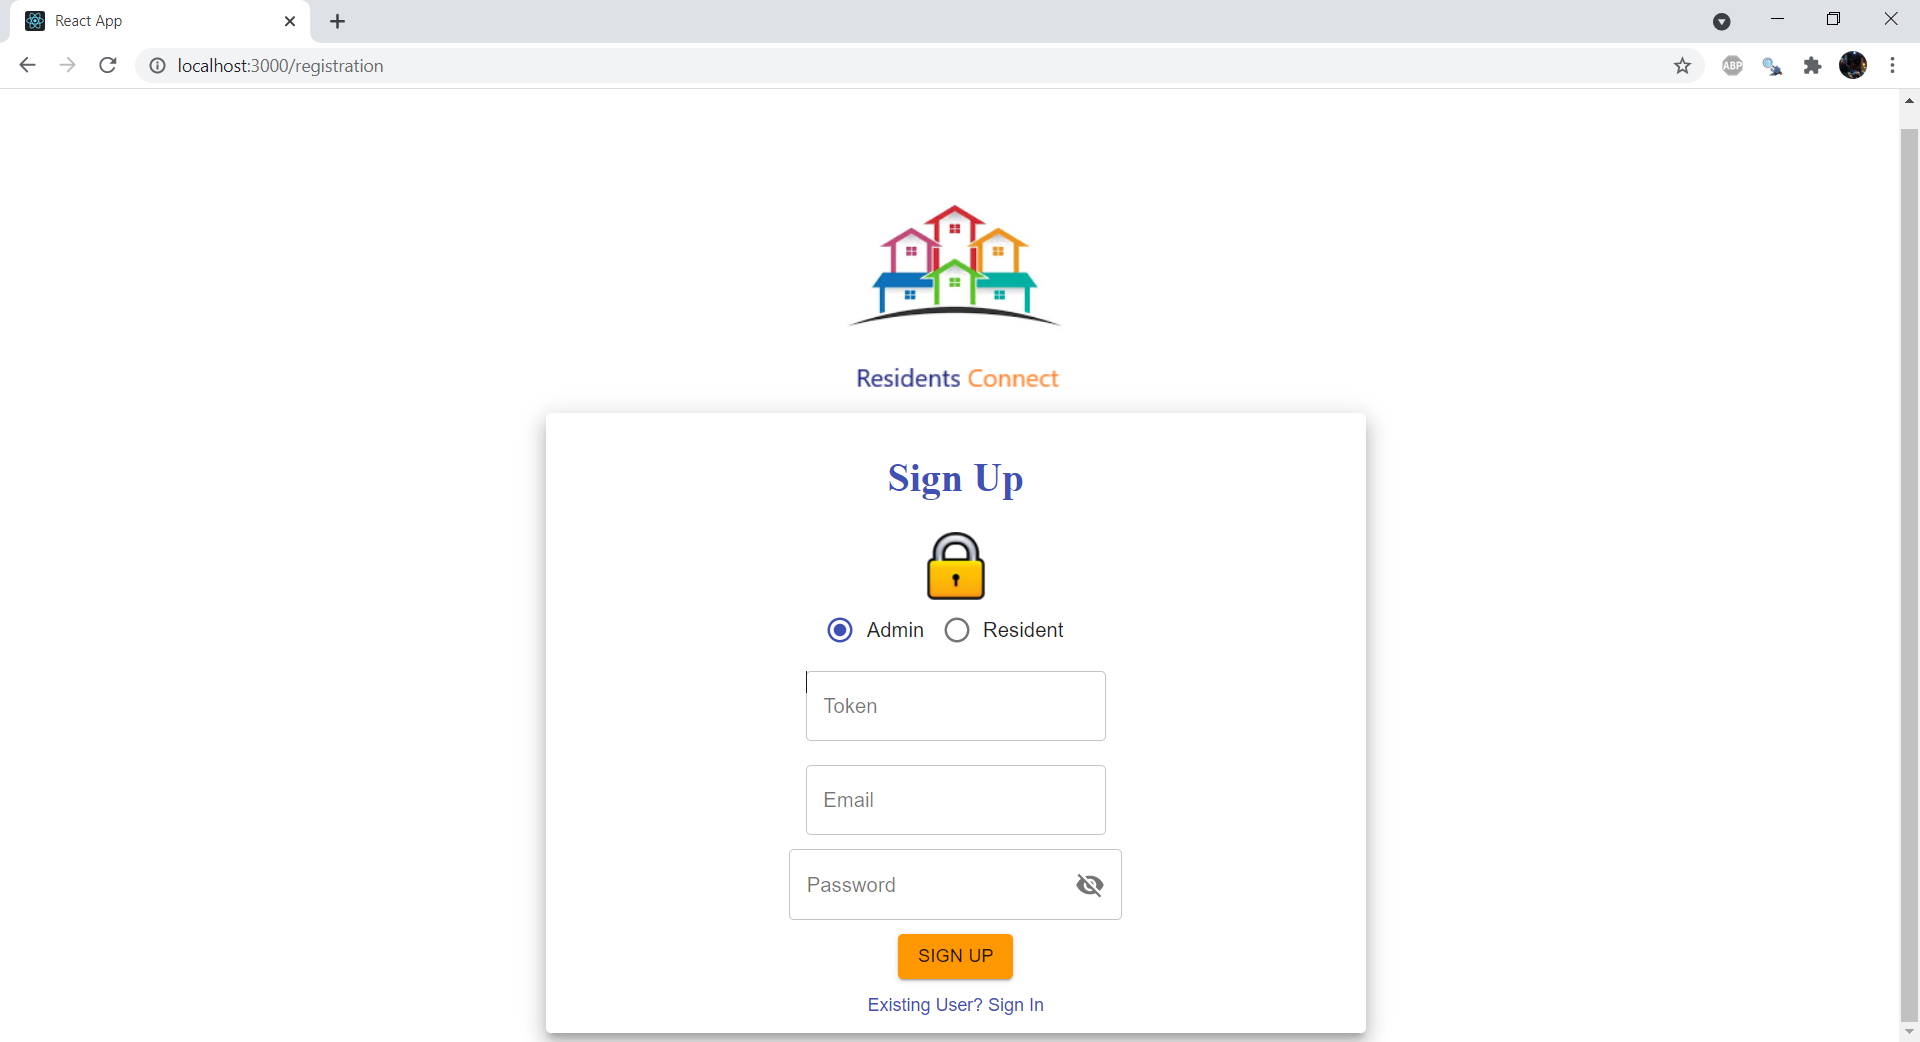 React App
localhost:3000/registration
ABP
Residents Connect
Sign Up
Admin Resident
Token
Email
Password
SIGN UP
Existing User? Sign In